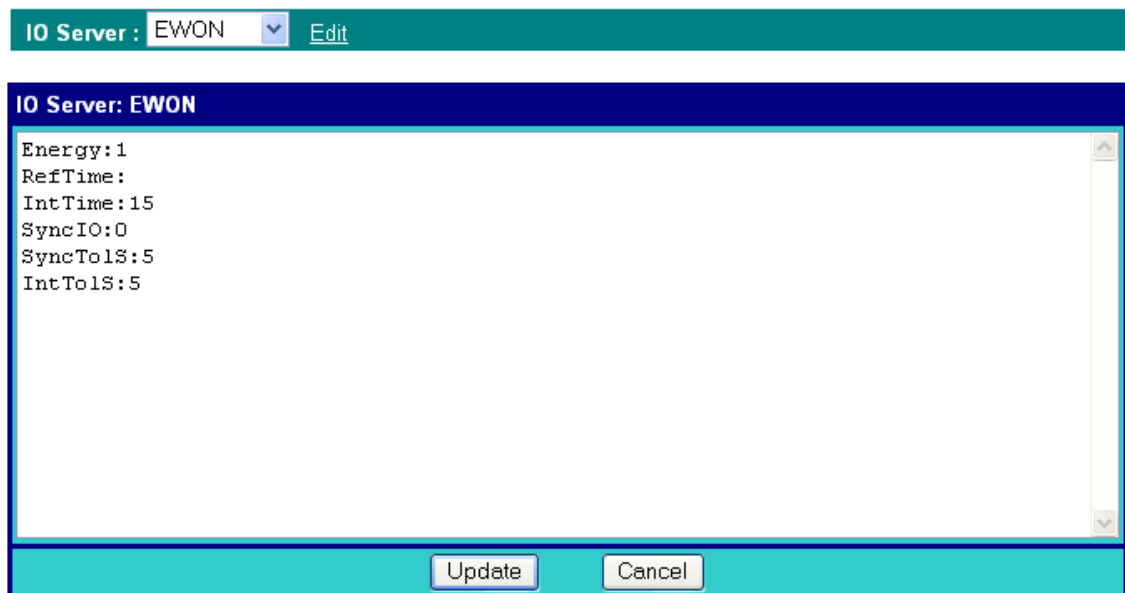 IO Server : EWON Edit
IO Server: EWON
Energy:1
RefTime:
IntTime:15
SyncIO:0
SyncTolS:5
IntTolS:5
Update Cancel